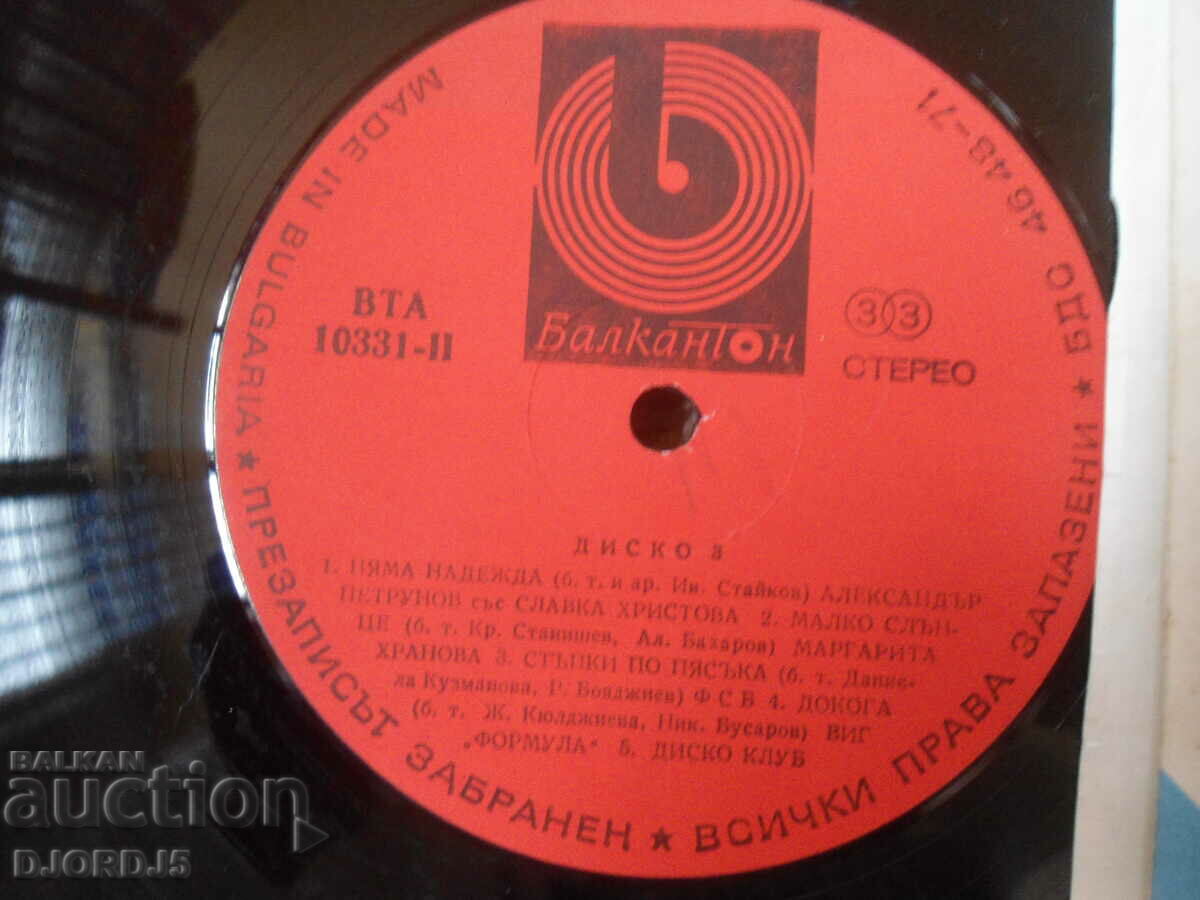 Балкантон
ВТА
10331-II
33
СТЕРЕО
ДИСКО 3
1. НЯМА НАДЕЖДА (б. т. и ар. Ив. Стайков) АЛЕКСАНДЪР
ПЕТРУНОВ със СЛАВКА ХРИСТОВА 2. МАЛКО СЛЪН-
ЦЕ (б. т. Кр. Станишев, Ал. Бахаров) МАРГАРИТА
ХРАНОВА 3. СТЪПКИ ПО ПЯСЪКА (б. т. Дание-
ла Кузманова, Р. Бояджиев) Ф С Б 4. ДОКОГА
(б. т. Ж. Кюлджиева, Ник. Бусаров) ВИГ
„ФОРМУЛА“ 5. ДИСКО КЛУБ
MADE IN BULGARIA ★ ПРЕЗАПИСЪТ ЗАБРАНЕН ★ ВСИЧКИ ПРАВА ЗАПАЗЕНИ ★ БДС 46 48-71
BALKAN
auction
DJORDJ5